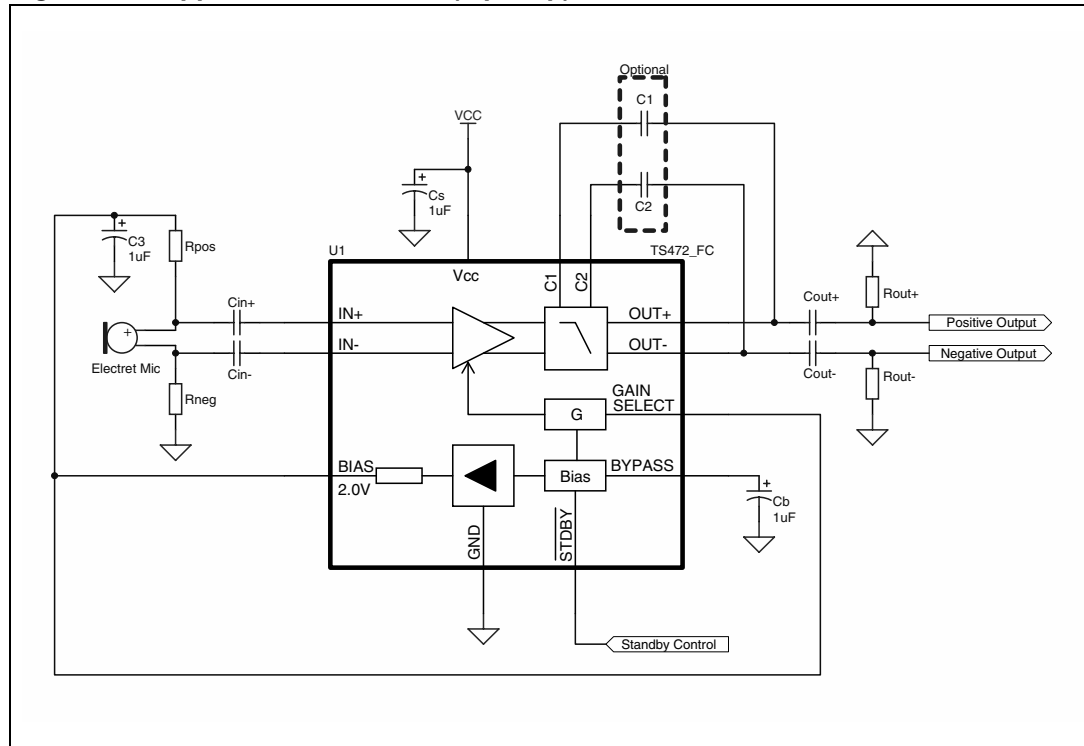 Optional
C1
VCC
Cs
1uF
+
C2
C3
1uF
+
Rpos
U1
TS472_FC
Vcc
C1
C2
Cin+
IN+
OUT+
Cout+
Rout+
Positive Output
+
Electret Mic
Cin-
IN-
OUT-
Cout-
Rout-
Negative Output
Rneg
GAIN
SELECT
G
BIAS
2.0V
Bias
BYPASS
+
Cb
1uF
GND
STDBY
Standby Control